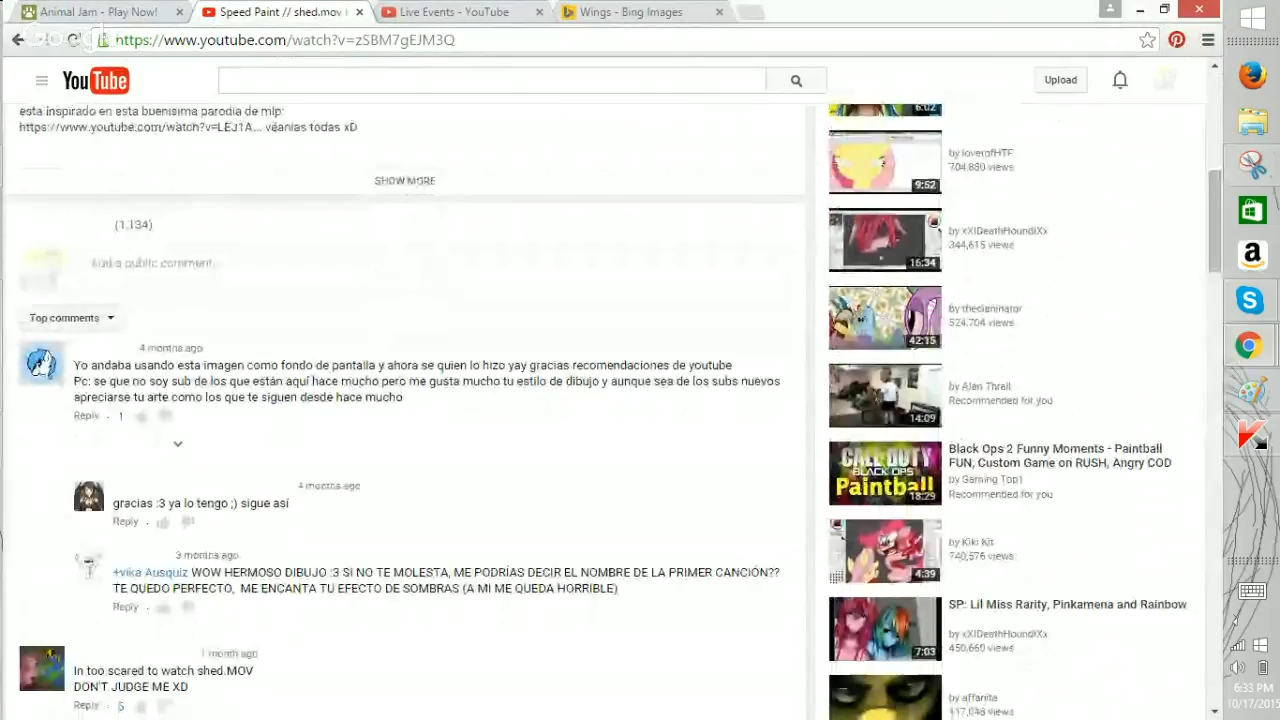 Animal Jam - Play Now!
Speed Paint // shed.mov
Live Events - YouTube
Wings - Bing Images
https://www.youtube.com/watch?v=zSBM7gEJM3Q
YouTube
Upload
esta inspirado en esta buenisima parodia de mlp:
https://www.youtube.com/watch?v=LEJ1A... véanlas todas xD
SHOW MORE
(1,134)
Add a public comment...
Top comments
4 months ago
Yo andaba usando esta imagen como fondo de pantalla y ahora se quien lo hizo yay gracias recomendaciones de youtube
Pc: se que no soy sub de los que están aquí hace mucho pero me gusta mucho tu estilo de dibujo y aunque sea de los subs nuevos
apreciarse tu arte como los que te siguen desde hace mucho
Reply · 1
4 months ago
gracias :3 ya lo tengo ;) sigue así
Reply ·
3 months ago
+vika Ausquiz WOW HERMOSO DIBUJO :3 SI NO TE MOLESTA, ME PODRÍAS DECIR EL NOMBRE DE LA PRIMER CANCIÓN??
TE QUEDO PERFECTO, ME ENCANTA TU EFECTO DE SOMBRAS (A MI ME QUEDA HORRIBLE)
Reply ·
1 month ago
In too scared to watch shed.MOV
DON'T JUDGE ME XD
Reply · 5
6:02
by loverofHTF
704,880 views
9:52
by xXIDeathHoundIXx
344,615 views
16:34
524,704 views
42:15
by Alan Thrall
Recommended for you
14:09
Black Ops 2 Funny Moments - Paintball
FUN, Custom Game on RUSH, Angry COD
by Gaming Top1
Recommended for you
CALL OF DUTY
BLACK OPS
Paintball
18:29
by Kiki Kit
740,576 views
4:39
SP: Lil Miss Rarity, Pinkamena and Rainbow
by xXIDeathHoundIXx
450,660 views
7:03
by affanita
117,048 views
6:33 PM